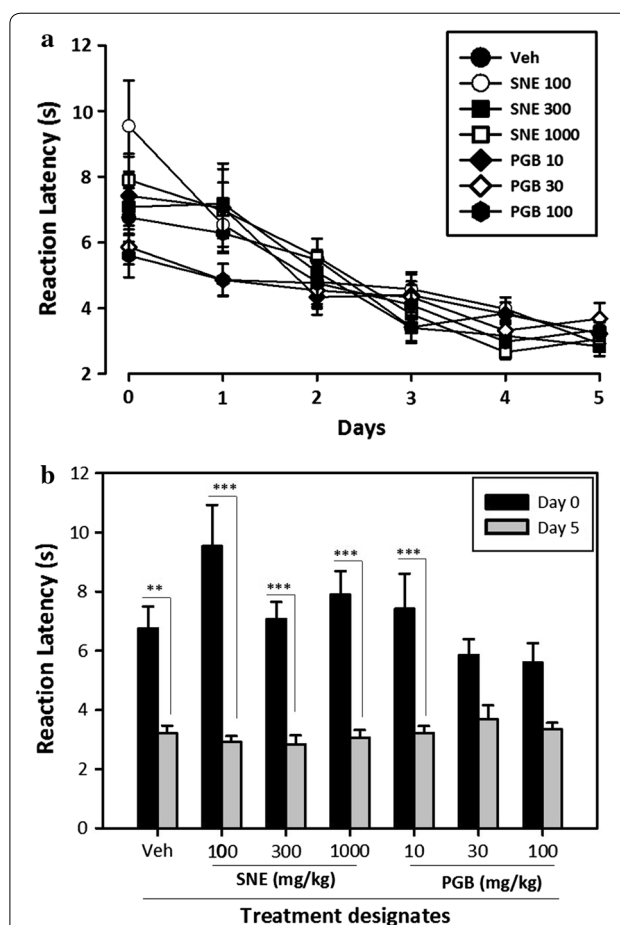 a
12
10
8
6
4
2
Reaction Latency (s)
Veh
SNE 100
SNE 300
SNE 1000
PGB 10
PGB 30
PGB 100
0 1 2 3 4 5
Days
b
12
10
8
6
4
2
0
Reaction Latency (s)
Day 0
Day 5
** *** *** *** ***
Veh 100 300 1000 10 30 100
SNE (mg/kg) PGB (mg/kg)
Treatment designates